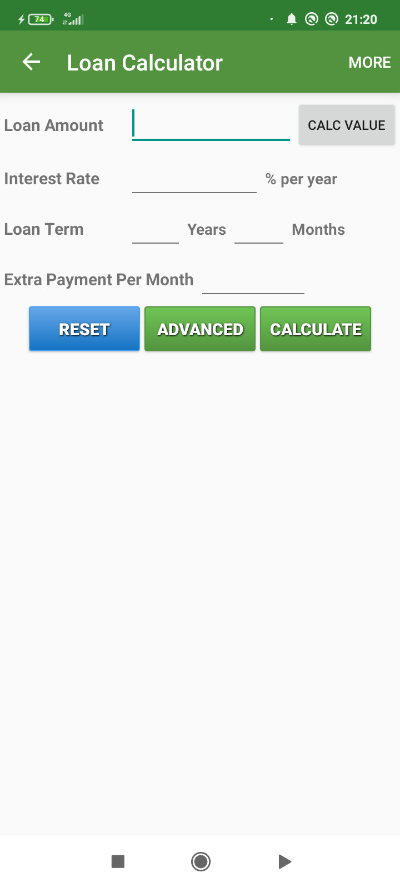 74 4G 21:20
Loan Calculator MORE
Loan Amount CALC VALUE
Interest Rate % per year
Loan Term Years Months
Extra Payment Per Month
RESET ADVANCED CALCULATE